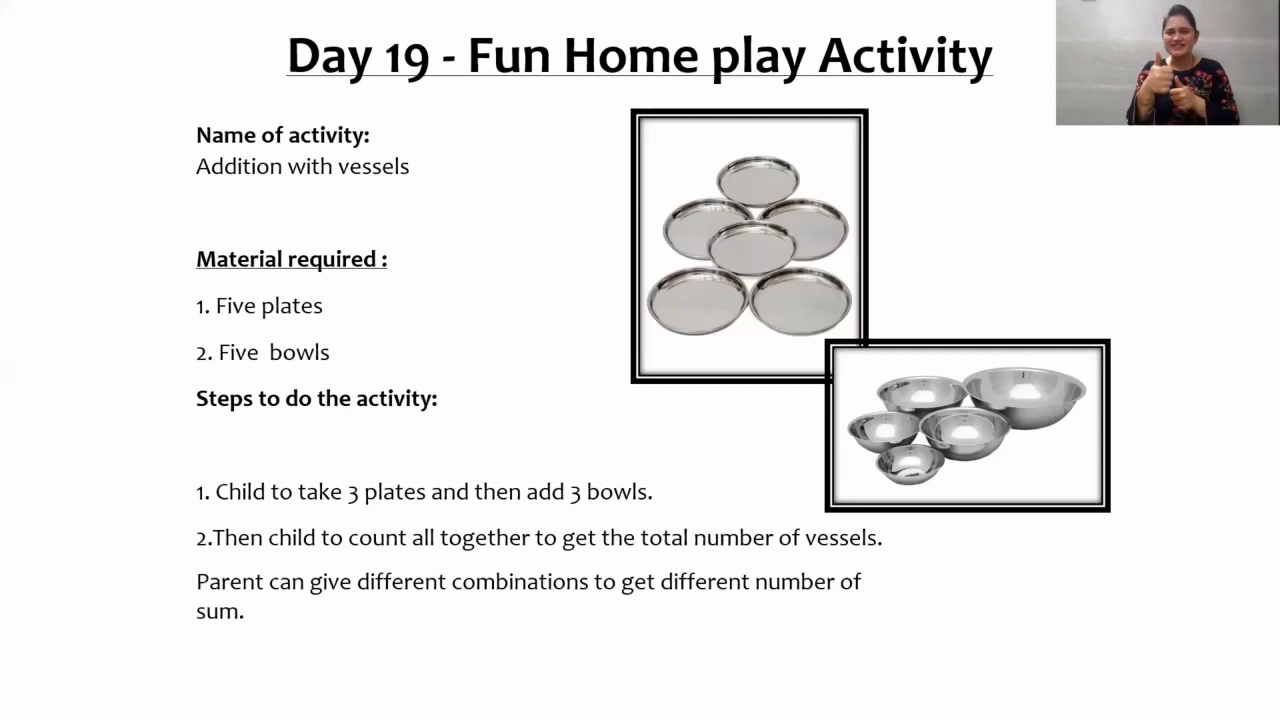 Day 19 - Fun Home play Activity
Name of activity:
Addition with vessels
Material required :
1. Five plates
2. Five bowls
Steps to do the activity:
1. Child to take 3 plates and then add 3 bowls.
2.Then child to count all together to get the total number of vessels.
Parent can give different combinations to get different number of
sum.